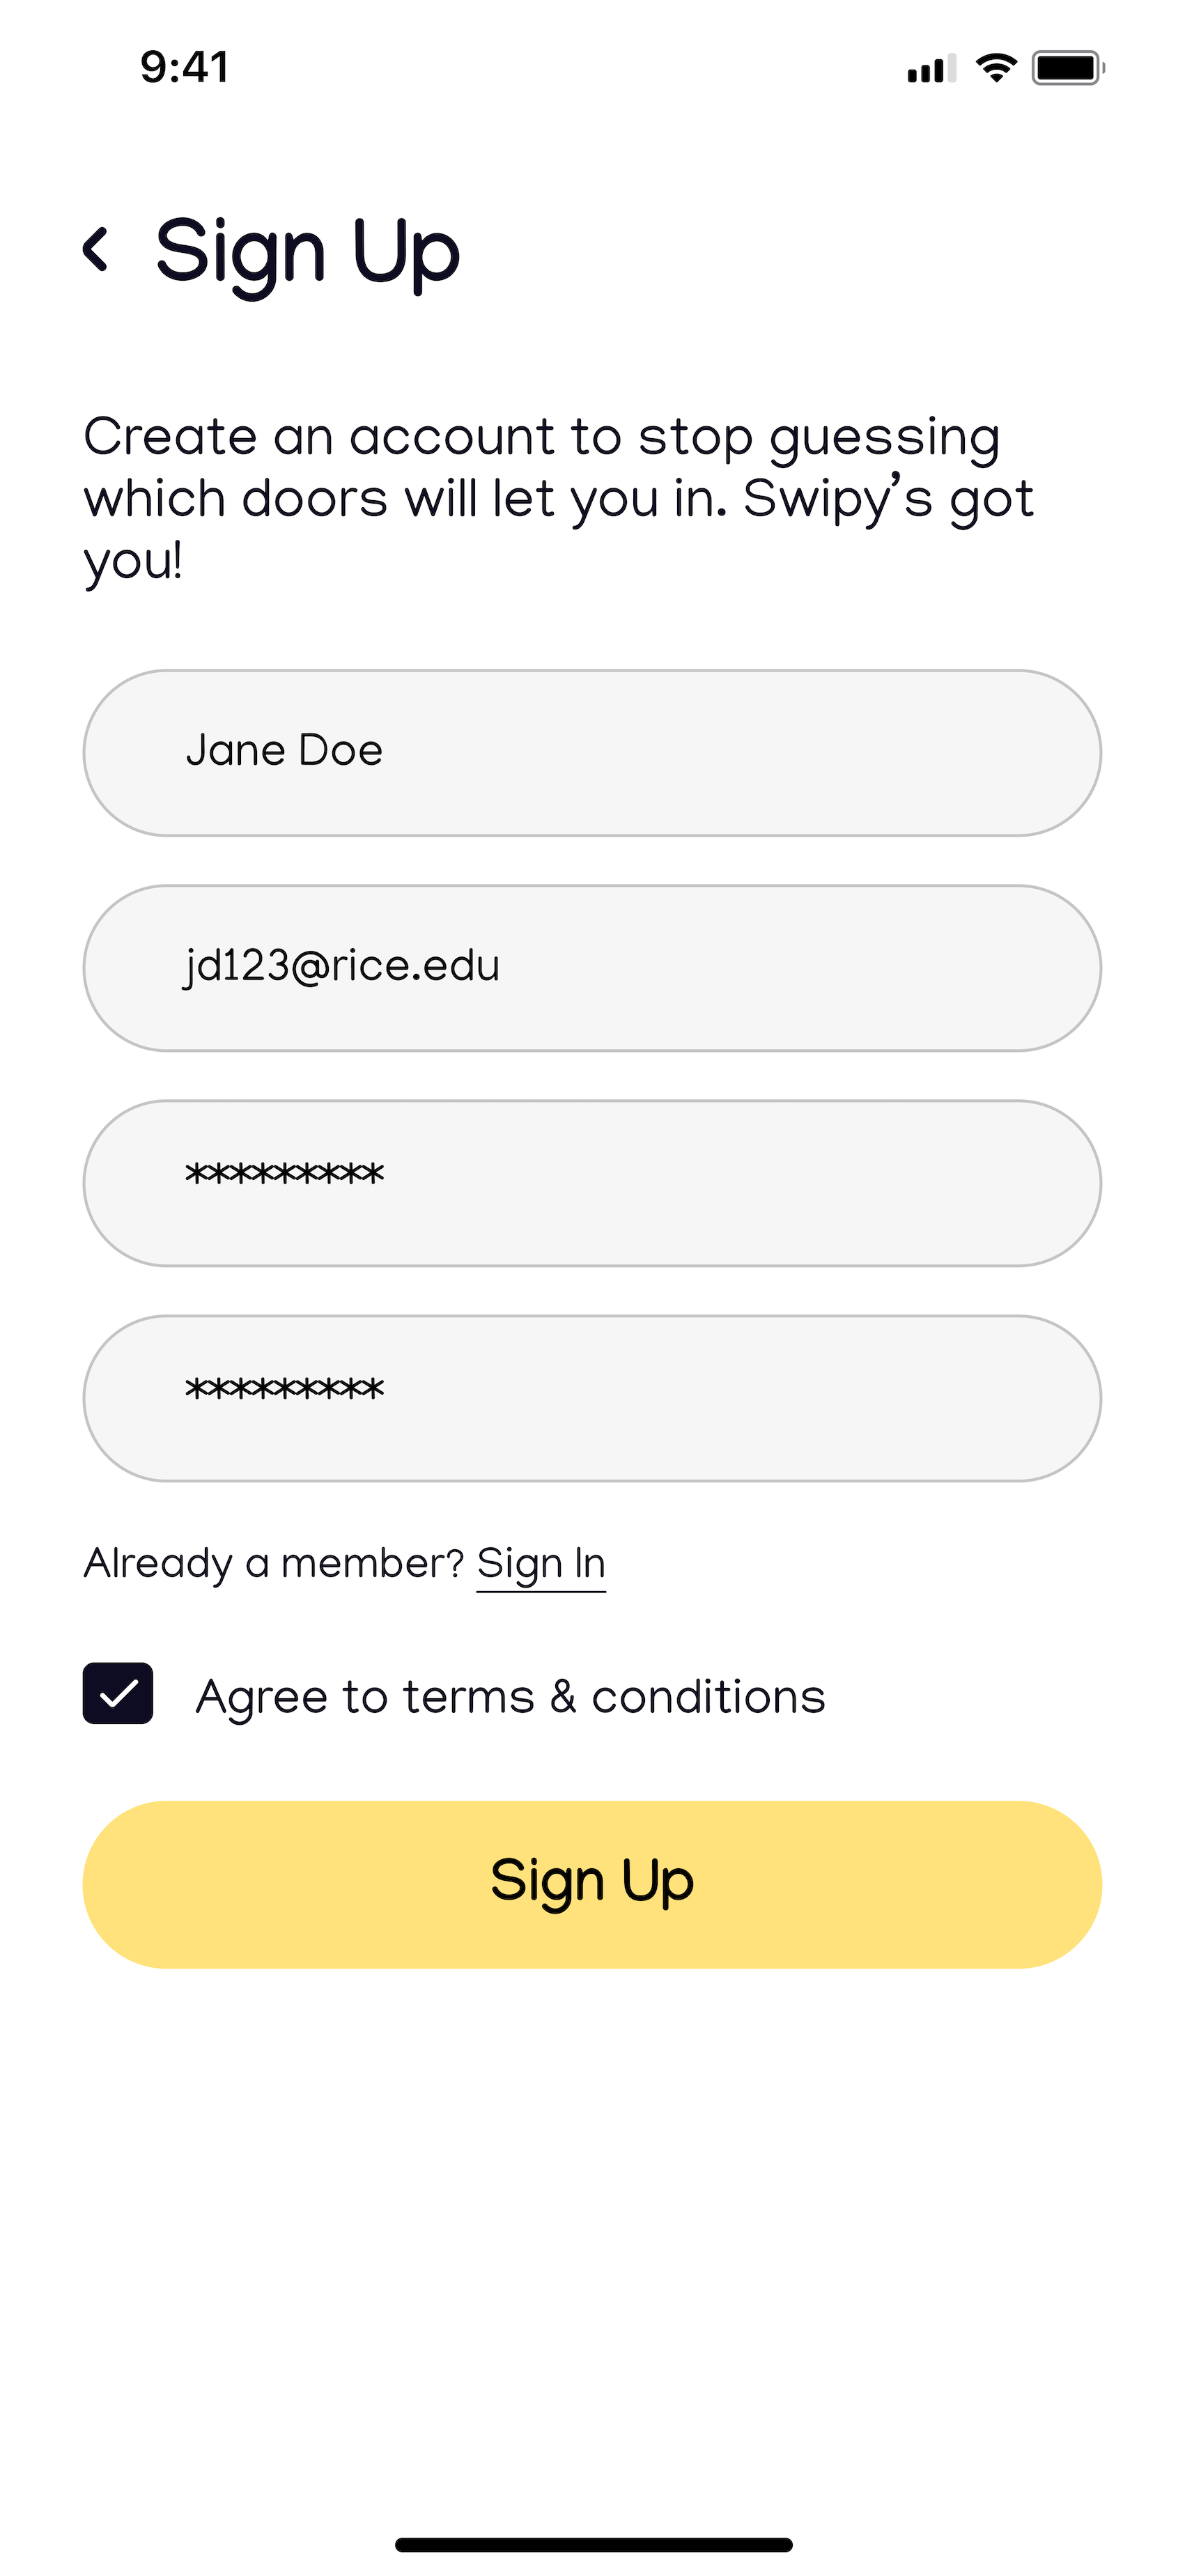 9:41
Sign Up
Create an account to stop guessing
which doors will let you in. Swipy’s got
you!
Jane Doe
jd123@rice.edu
*********
*********
Already a member? Sign In
Agree to terms & conditions
Sign Up